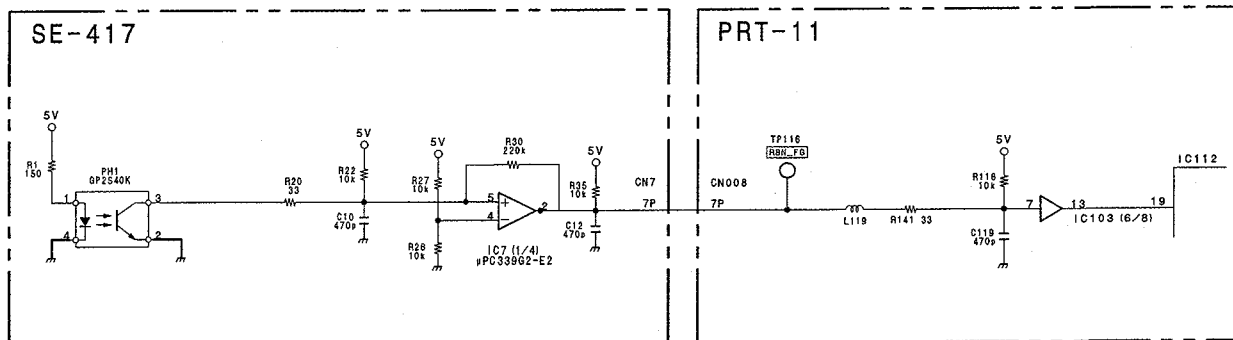 SE-417
PRT-11
5V
R1
150
PH1
GP2S40K
1
3
4
2
R20
33
5V
R22
10k
C10
470p
5V
R27
10k
R28
10k
R30
220k
5
4
2
IC7 (1/4)
µPC339G2-E2
5V
R35
10k
C12
470p
CN7
7P
CN008
7P
TP116
RBN_FG
L119
R141 33
5V
R116
10k
C119
470p
7
13
IC103 (6/8)
19
IC112